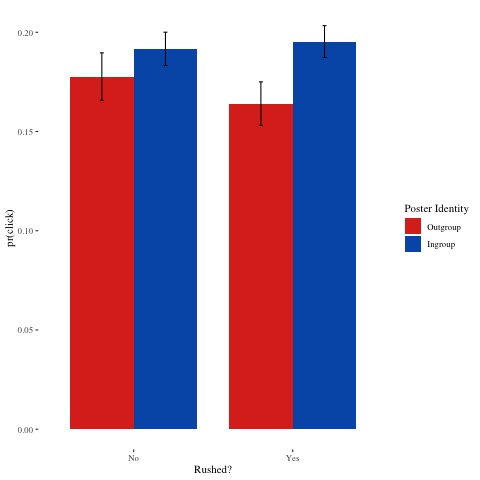 0.20
0.15
0.10
0.05
0.00
pr(click)
No
Yes
Rushed?
Poster Identity
Outgroup
Ingroup